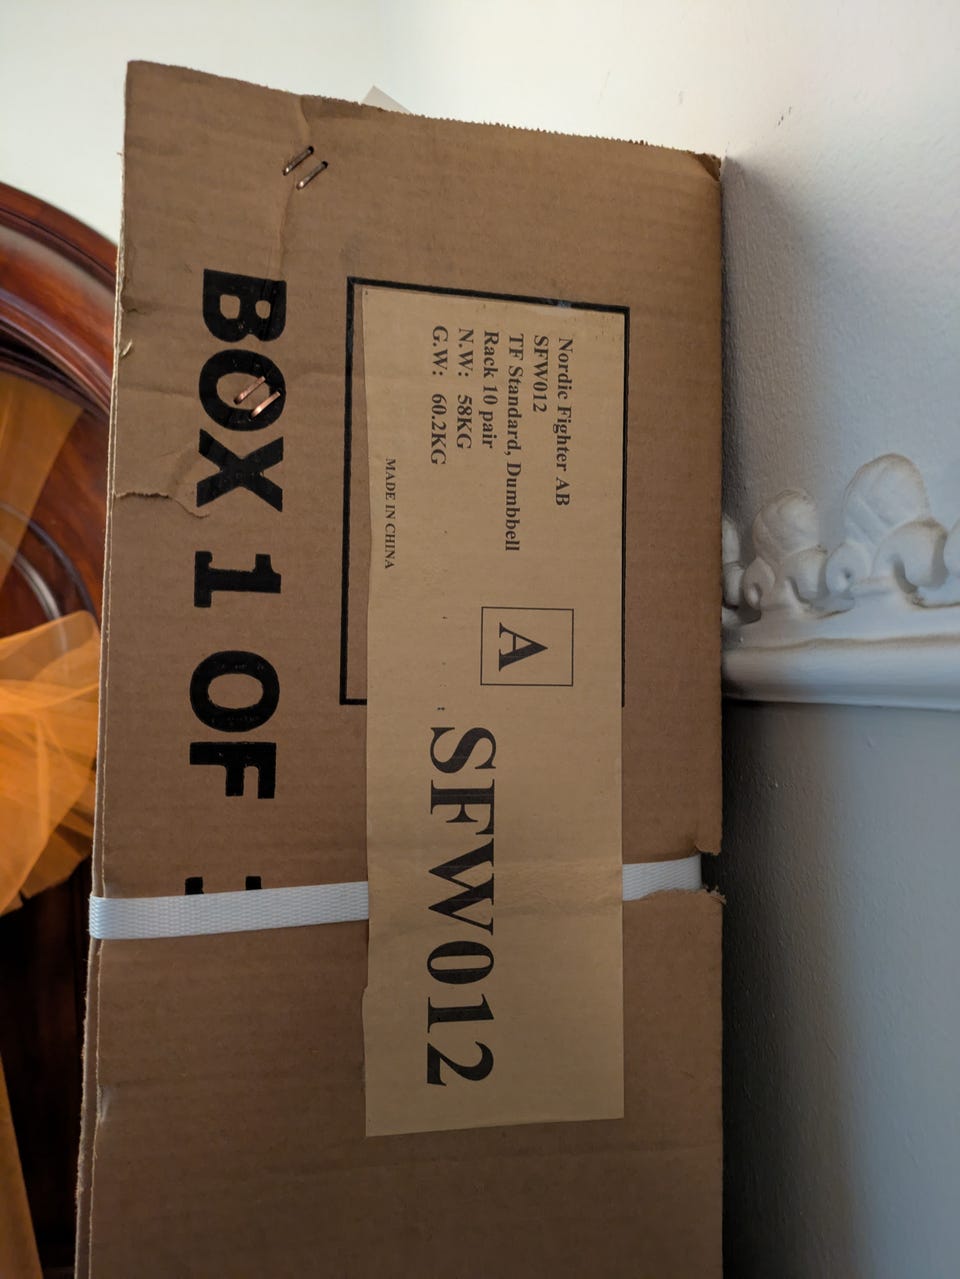 Nordic Fighter AB
SFW012
TF Standard, Dumbbell
Rack 10 pair
N.W: 58KG
G.W: 60.2KG
MADE IN CHINA
A
SFW012
BOX 1 OF